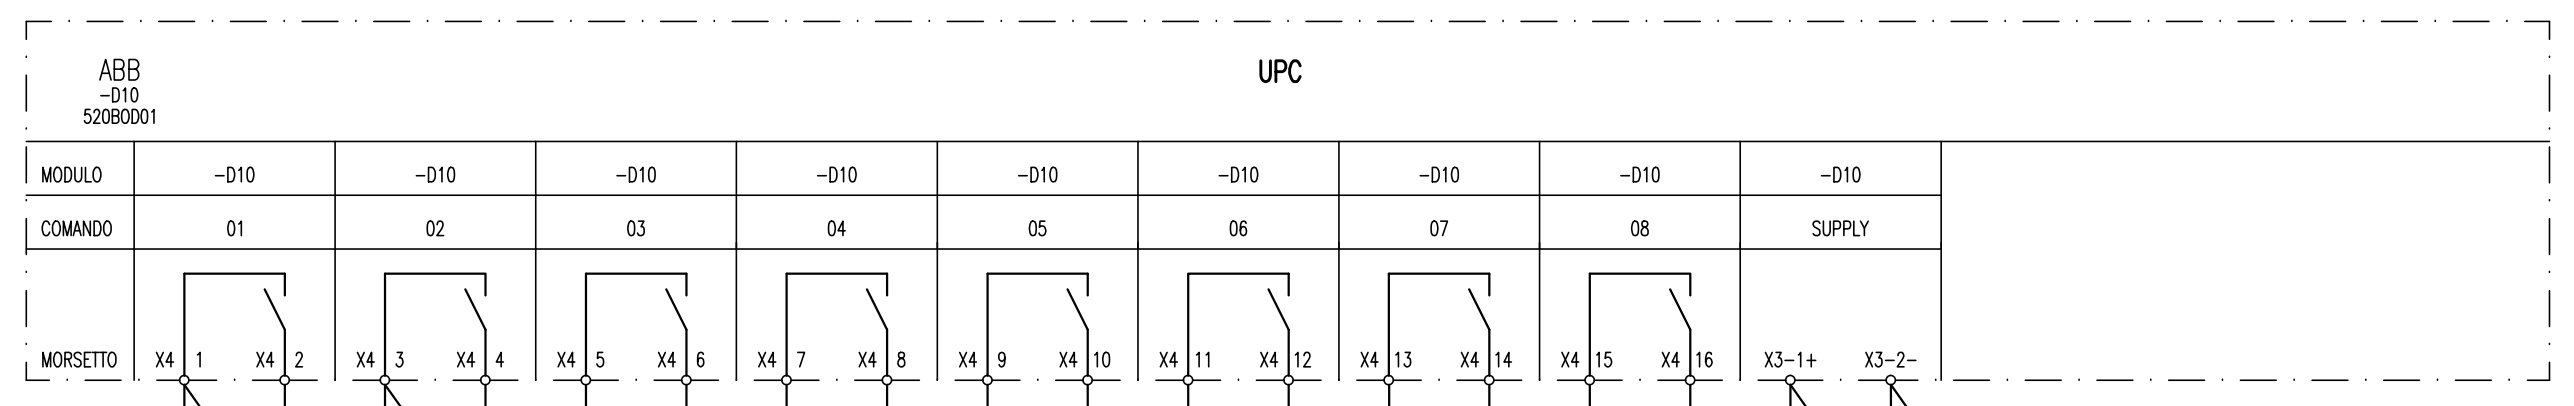 ABB
UPC
-D10
520BOD01
MODULO -D10 -D10 -D10 -D10 -D10 -D10 -D10 -D10 -D10
COMANDO 01 02 03 04 05 06 07 08 SUPPLY
MORSETTO X4 1 X4 2 X4 3 X4 4 X4 5 X4 6 X4 7 X4 8 X4 9 X4 10 X4 11 X4 12 X4 13 X4 14 X4 15 X4 16 X3-1+ X3-2-